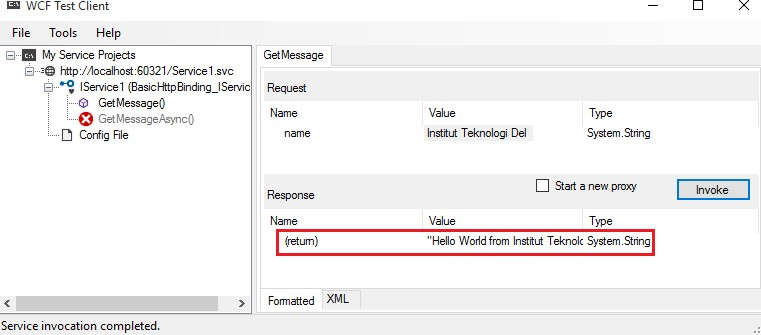 WCF Test Client
File Tools Help
My Service Projects
http://localhost:60321/Service1.svc
IService1 (BasicHttpBinding_IServic
GetMessage()
GetMessageAsync()
Config File
GetMessage
Request
Name Value Type
name Institut Teknologi Del System.String
Response
Start a new proxy
Invoke
Name Value Type
(return) "Hello World from Institut Teknolo System.String
Formatted XML
Service invocation completed.